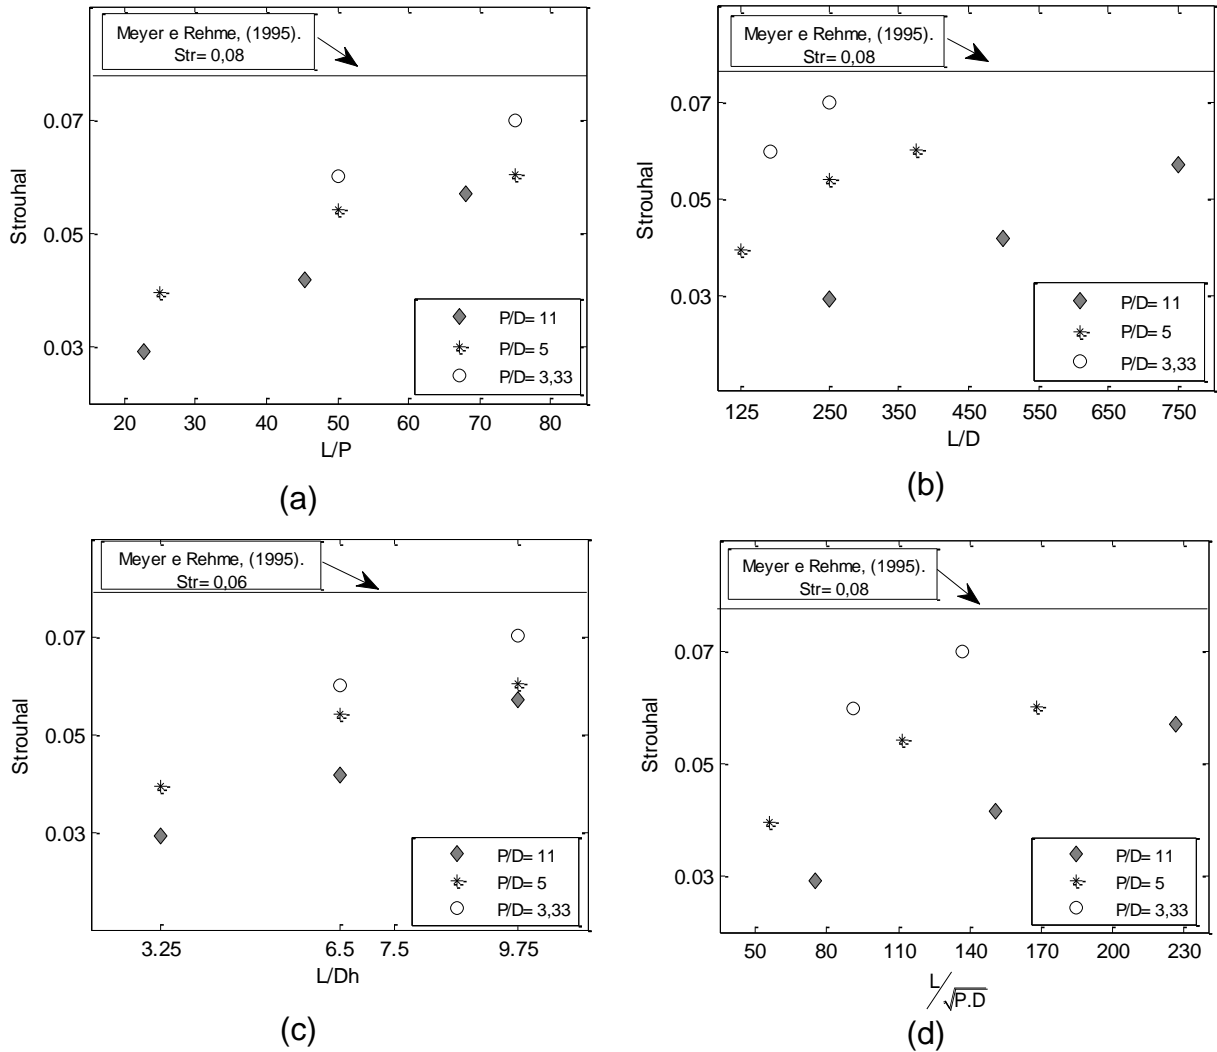 Meyer e Rehme, (1995).
Str= 0,08
0.07
0.05
0.03
Strouhal
P/D= 11
P/D= 5
P/D= 3,33
20 30 40 50 60 70 80
L/P
(a)
Meyer e Rehme, (1995).
Str= 0,08
0.07
0.05
0.03
Strouhal
P/D= 11
P/D= 5
P/D= 3,33
125 250 350 450 550 650 750
L/D
(b)
Meyer e Rehme, (1995).
Str= 0,06
0.07
0.05
0.03
Strouhal
P/D= 11
P/D= 5
P/D= 3,33
3.25 6.5 7.5 9.75
L/Dh
(c)
Meyer e Rehme, (1995).
Str= 0,08
0.07
0.05
0.03
Strouhal
P/D= 11
P/D= 5
P/D= 3,33
50 80 110 140 170 200 230
L/√P.D
(d)